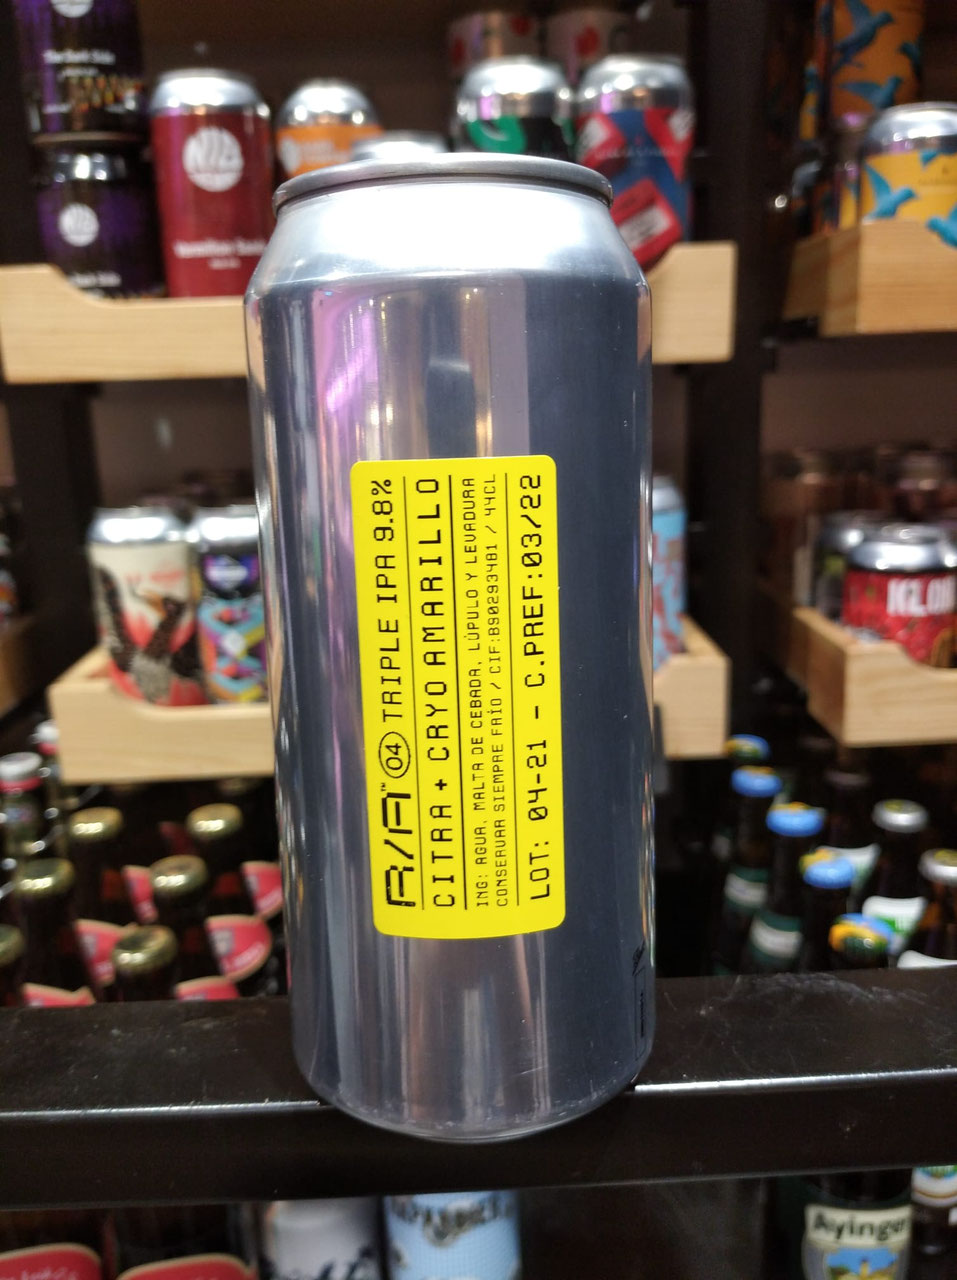 R/A™ 04 TRIPLE IPA 9.8%
CITRA + CRYO AMARILLO
ING: AGUA, MALTA DE CEBADA, LÚPULO Y LEVADURA
CONSERVAR SIEMPRE FRÍO / CIF:B90293481 / 44CL
LOT: 04-21 - C.PREF:03/22
Ayinger